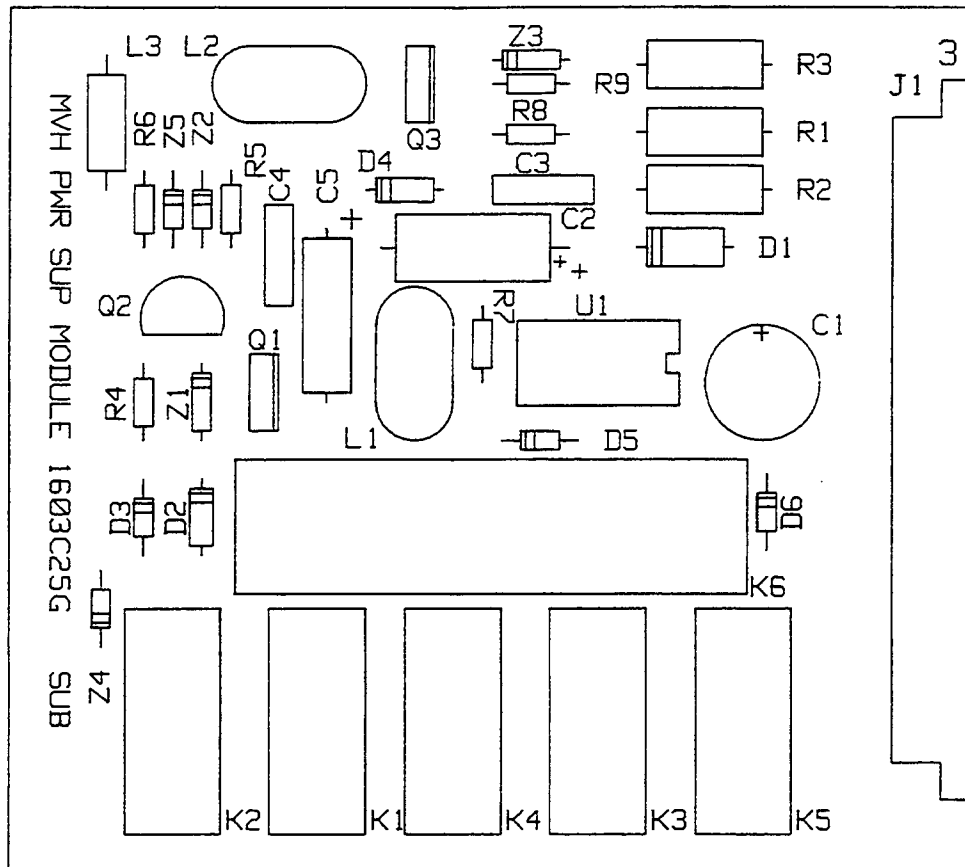 L3
L2
Z3
R3
3
R9
J1
R6
Z5
Z2
Q3
R8
R1
R5
D4
C3
C4
C5
+
R2
C2
+
+
D1
Q2
R7
U1
C1
+
Q1
R4
Z1
L1
D5
D3
D2
D6
K6
Z4
K2
K1
K4
K3
K5
MVH PWR SUP MODULE 1603C25G SUB